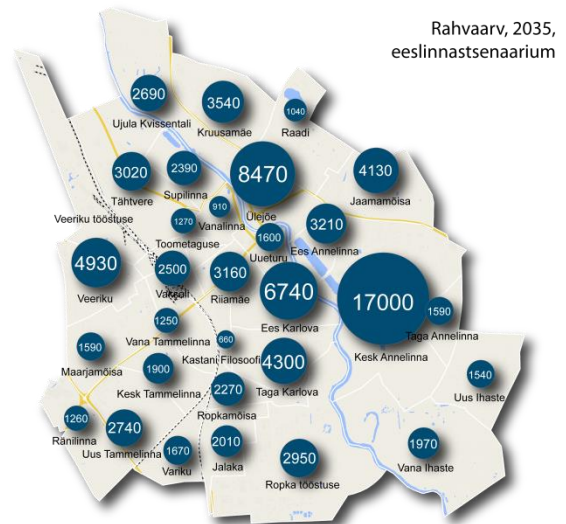 Rahvaarv, 2035,
eeslinnastsenaarium
2690
Ujula Kvissentali
3540
Kruusamäe
1040
Raadi
3020
Tähtvere
2390
Supilinna
8470
Ülejõe
4130
Jaamamõisa
Veeriku tööstuse
1270
Toometaguse
910
Vanalinna
1600
Uueturu
3210
Ees Annelinna
4930
Veeriku
2500
Vaksali
3160
Riiamäe
6740
Ees Karlova
17000
Kesk Annelinna
1590
Taga Annelinna
1250
Vana Tammelinna
660
Kastani Filosoofi
1590
Maarjamõisa
1900
Kesk Tammelinna
4300
Taga Karlova
2270
Ropkamõisa
1540
Uus Ihaste
1260
Ränilinna
2740
Uus Tammelinna
1670
Variku
2010
Jalaka
2950
Ropka tööstuse
1970
Vana Ihaste